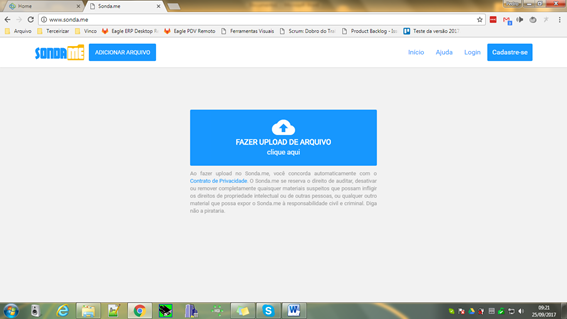 Home
Sonda.me
www.sonda.me
Arquivo
Terceirizar
Vinco
Eagle ERP Desktop R
Eagle PDV Remoto
Ferramentas Visuais
Scrum: Dobro do Tra
Product Backlog - Sc
Teste da versão 2017
SONDAME
ADICIONAR ARQUIVO
Início
Ajuda
Login
Cadastre-se
FAZER UPLOAD DE ARQUIVO
clique aqui
Ao fazer upload no Sonda.me, você concorda automaticamente com o
Contrato de Privacidade. O Sonda.me se reserva o direito de auditar, desativar
ou remover completamente quaisquer materiais suspeitos que possam infligir
os direitos de propriedade intelectual ou de outras pessoas, ou qualquer outro
material que possa expor o Sonda.me à responsabilidade civil e criminal. Diga
não a pirataria.
09:21
25/09/2017